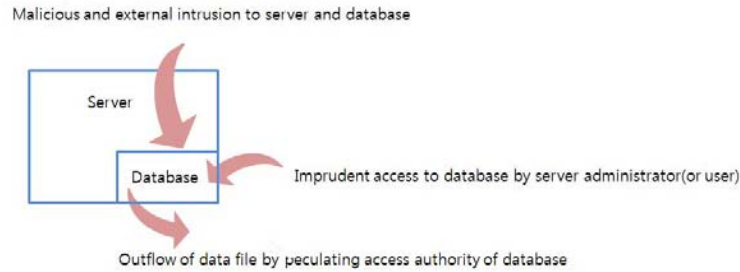 Malicious and external intrusion to server and database
Server
Database
Imprudent access to database by server administrator(or user)
Outflow of data file by peculating access authority of database